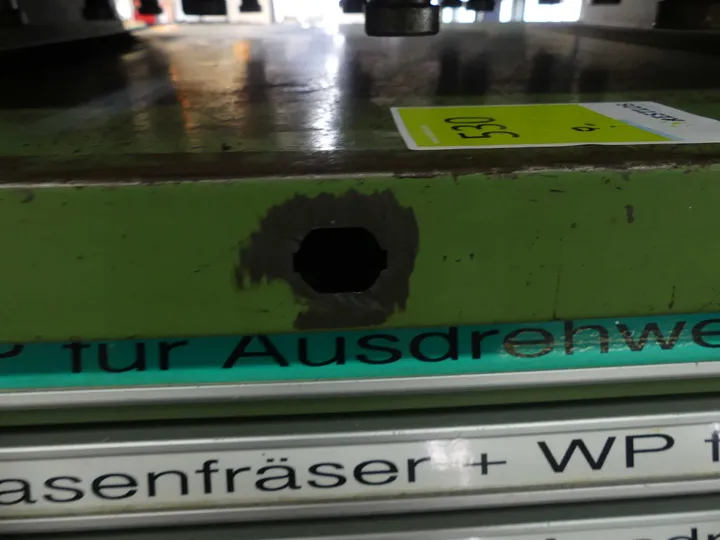 530
P für Ausdrehwe
asenfräser + WP f